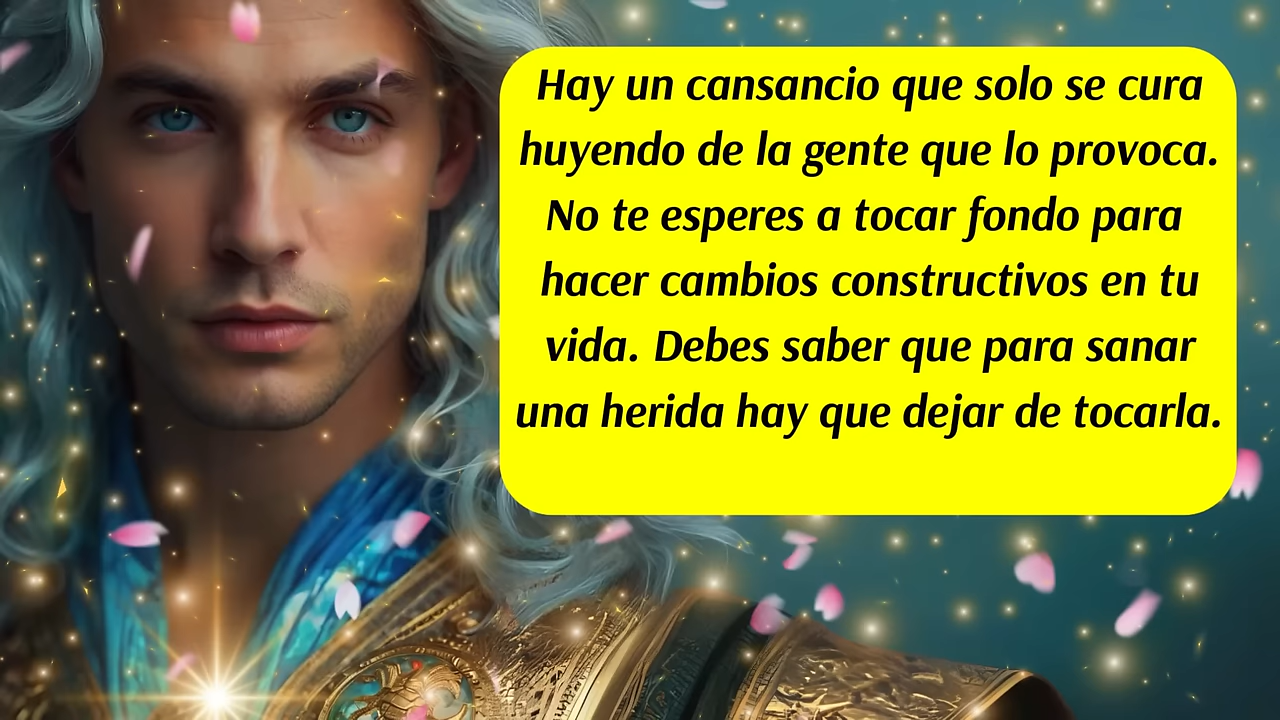 Hay un cansancio que solo se cura
huyendo de la gente que lo provoca.
No te esperes a tocar fondo para
hacer cambios constructivos en tu
vida. Debes saber que para sanar
una herida hay que dejar de tocarla.